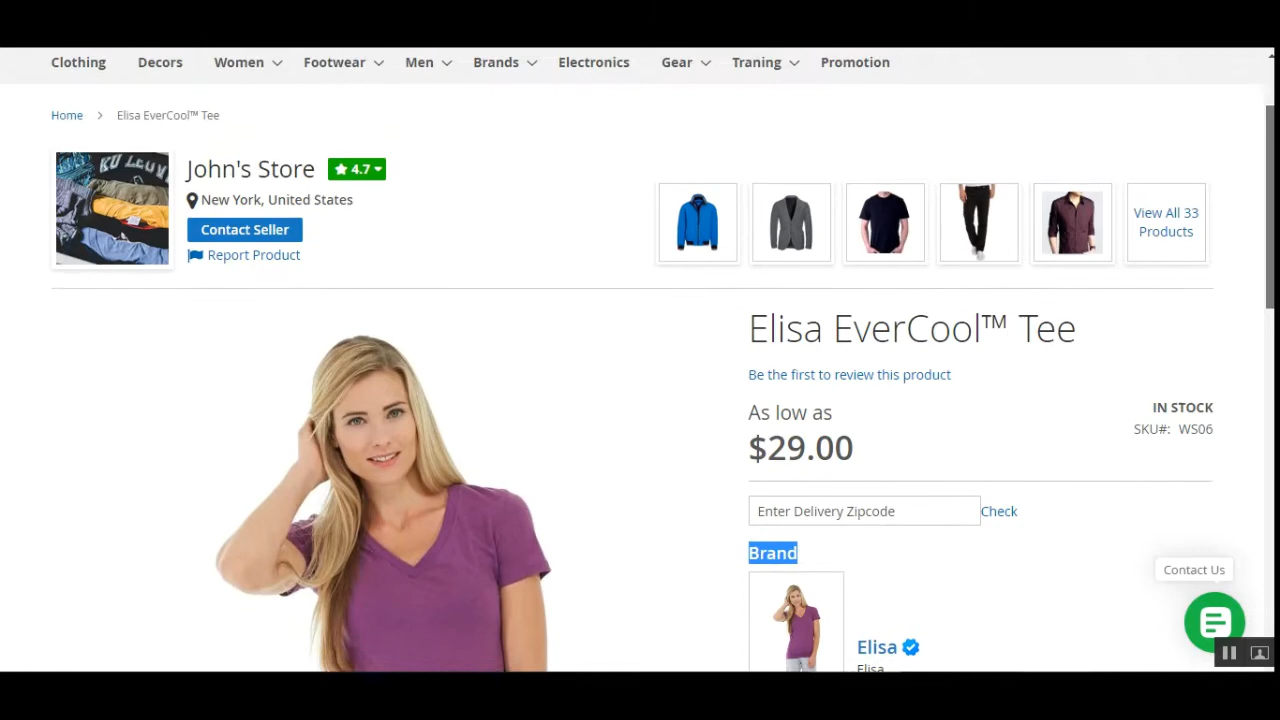 Clothing Decors Women Footwear Men Brands Electronics Gear Traning Promotion
Home Elisa EverCool™ Tee
KU LEUV
John's Store 4.7
New York, United States
Contact Seller
Report Product
View All 33
Products
Elisa EverCool™ Tee
Be the first to review this product
As low as
$29.00
IN STOCK
SKU#: WS06
Enter Delivery Zipcode Check
Brand
Contact Us
Elisa
Elisa